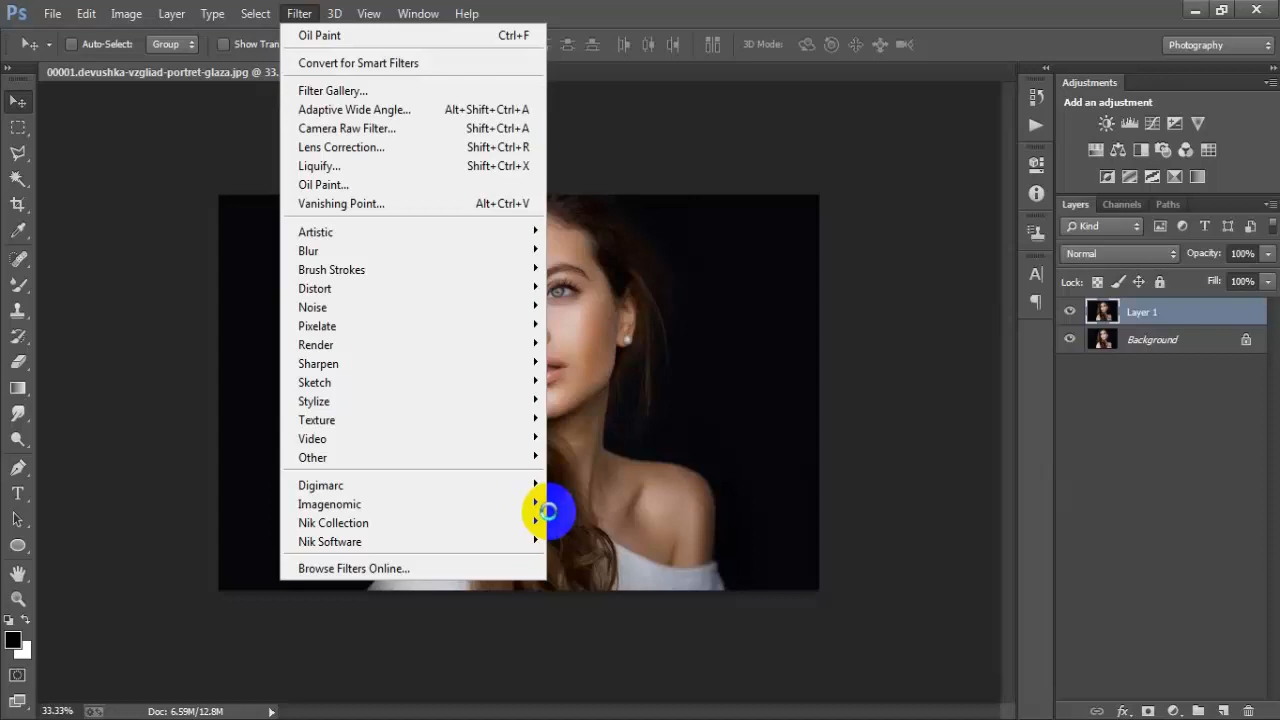 Ps File Edit Image Layer Type Select Filter 3D View Window Help
Auto-Select: Group Show Tran 3D Mode: Photography
00001.devushka-vzgliad-portret-glaza.jpg @ 33.
Oil Paint Ctrl+F
Convert for Smart Filters
Filter Gallery...
Adaptive Wide Angle... Alt+Shift+Ctrl+A
Camera Raw Filter... Shift+Ctrl+A
Lens Correction... Shift+Ctrl+R
Liquify... Shift+Ctrl+X
Oil Paint...
Vanishing Point... Alt+Ctrl+V
Artistic
Blur
Brush Strokes
Distort
Noise
Pixelate
Render
Sharpen
Sketch
Stylize
Texture
Video
Other
Digimarc
Imagenomic
Nik Collection
Nik Software
Browse Filters Online...
Adjustments
Add an adjustment
Layers Channels Paths
Kind
Normal Opacity: 100%
Lock: Fill: 100%
Layer 1
Background
33.33% Doc: 6.59M/12.8M